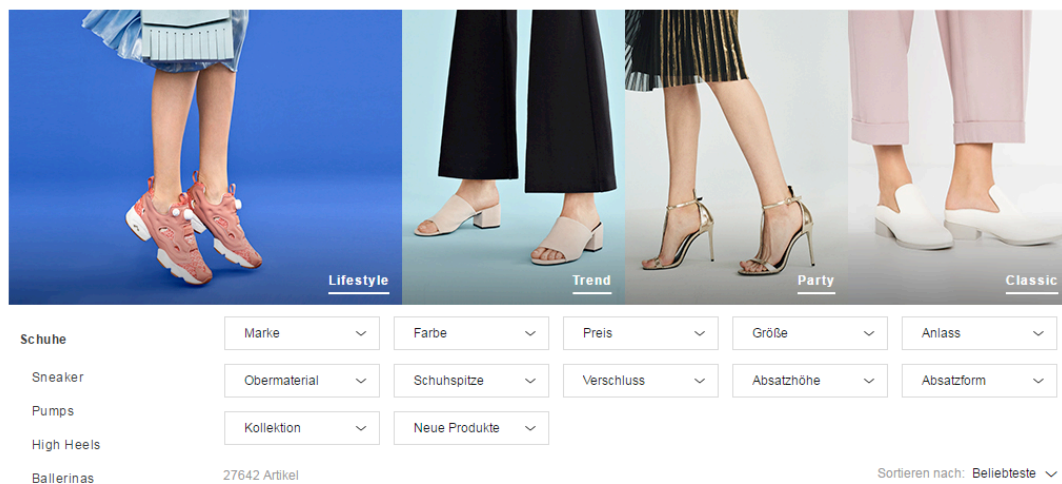 Lifestyle
Trend
Party
Classic
Schuhe
Sneaker
Pumps
High Heels
Ballerinas
Marke
Farbe
Preis
Größe
Anlass
Obermaterial
Schuhspitze
Verschluss
Absatzhöhe
Absatzform
Kollektion
Neue Produkte
27642 Artikel
Sortieren nach: Beliebteste